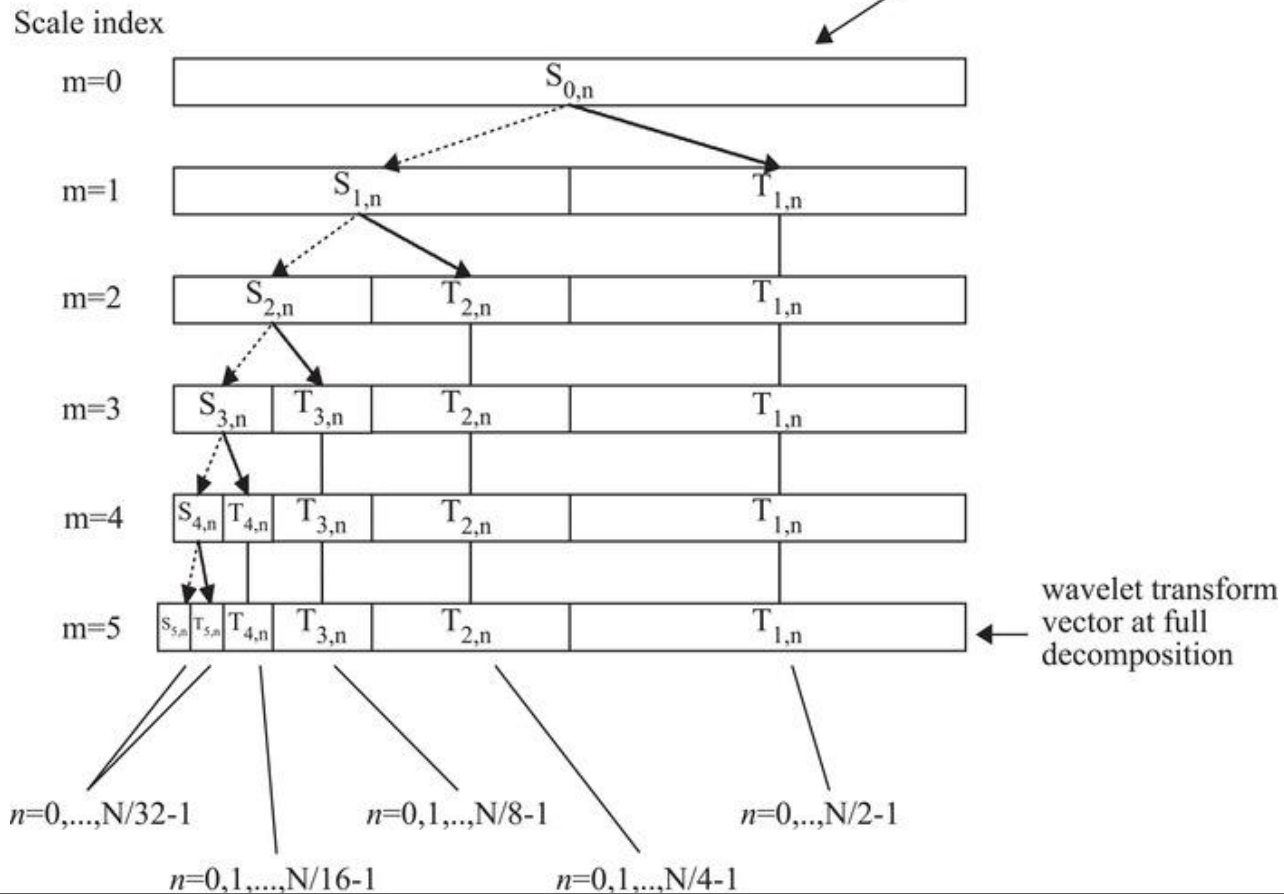 Scale index
m=0
S0,n
m=1
S1,n
T1,n
m=2
S2,n
T2,n
T1,n
m=3
S3,n
T3,n
T2,n
T1,n
m=4
S4,n
T4,n
T3,n
T2,n
T1,n
m=5
S5,n
T5,n
T4,n
T3,n
T2,n
T1,n
wavelet transform
vector at full
decomposition
n=0,...,N/32-1
n=0,1,..,N/8-1
n=0,..,N/2-1
n=0,1,...,N/16-1
n=0,1,..,N/4-1